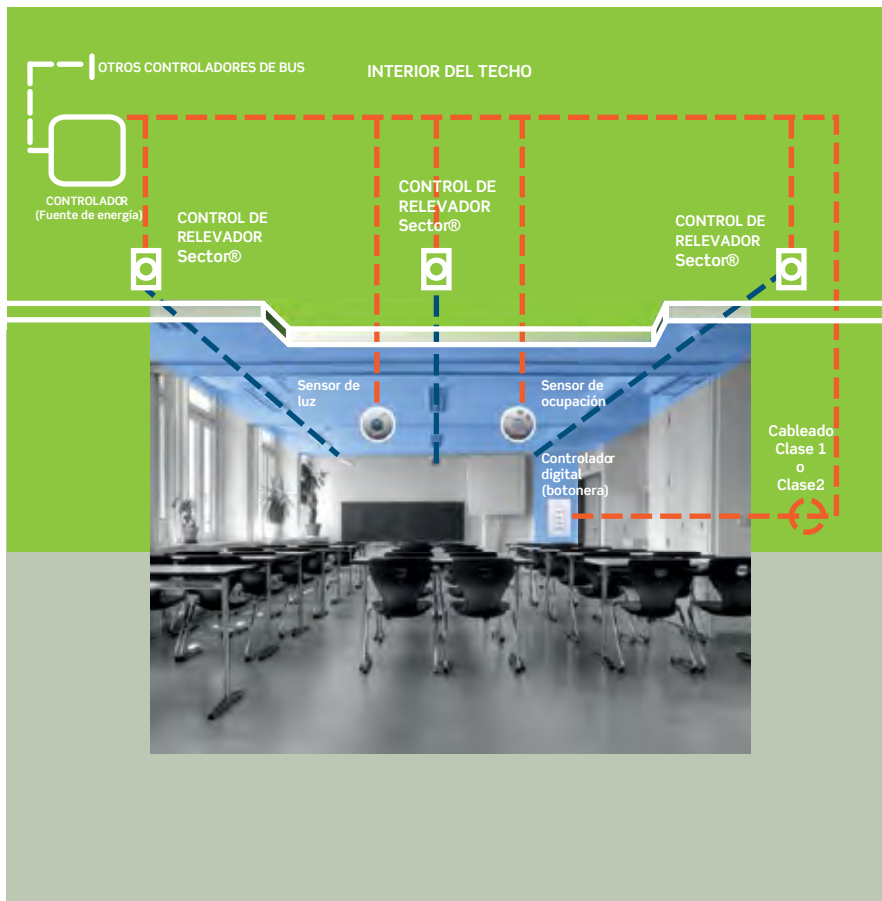 OTROS CONTROLADORES DE BUS
INTERIOR DEL TECHO
CONTROLADOR
(Fuente de energía)
CONTROL DE
RELEVADOR
Sector®
CONTROL DE
RELEVADOR
Sector®
CONTROL DE
RELEVADOR
Sector®
Sensor de
luz
Sensor de
ocupación
Controlador
digital
(botonera)
Cableado
Clase 1
o
Clase2